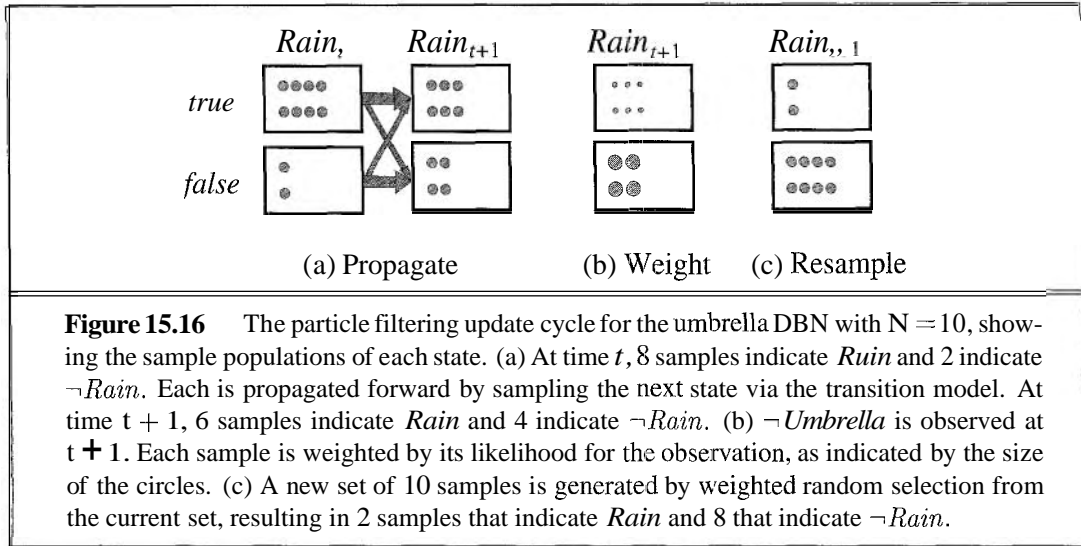 Rain, Rain_{t+1} Rain_{t+1} Rain,, 1
true
false
(a) Propagate (b) Weight (c) Resample
Figure 15.16 The particle filtering update cycle for the umbrella DBN with N = 10, show-
ing the sample populations of each state. (a) At time t, 8 samples indicate Ruin and 2 indicate
¬Rain. Each is propagated forward by sampling the next state via the transition model. At
time t + 1, 6 samples indicate Rain and 4 indicate ¬Rain. (b) ¬Umbrella is observed at
t + 1. Each sample is weighted by its likelihood for the observation, as indicated by the size
of the circles. (c) A new set of 10 samples is generated by weighted random selection from
the current set, resulting in 2 samples that indicate Rain and 8 that indicate ¬Rain.